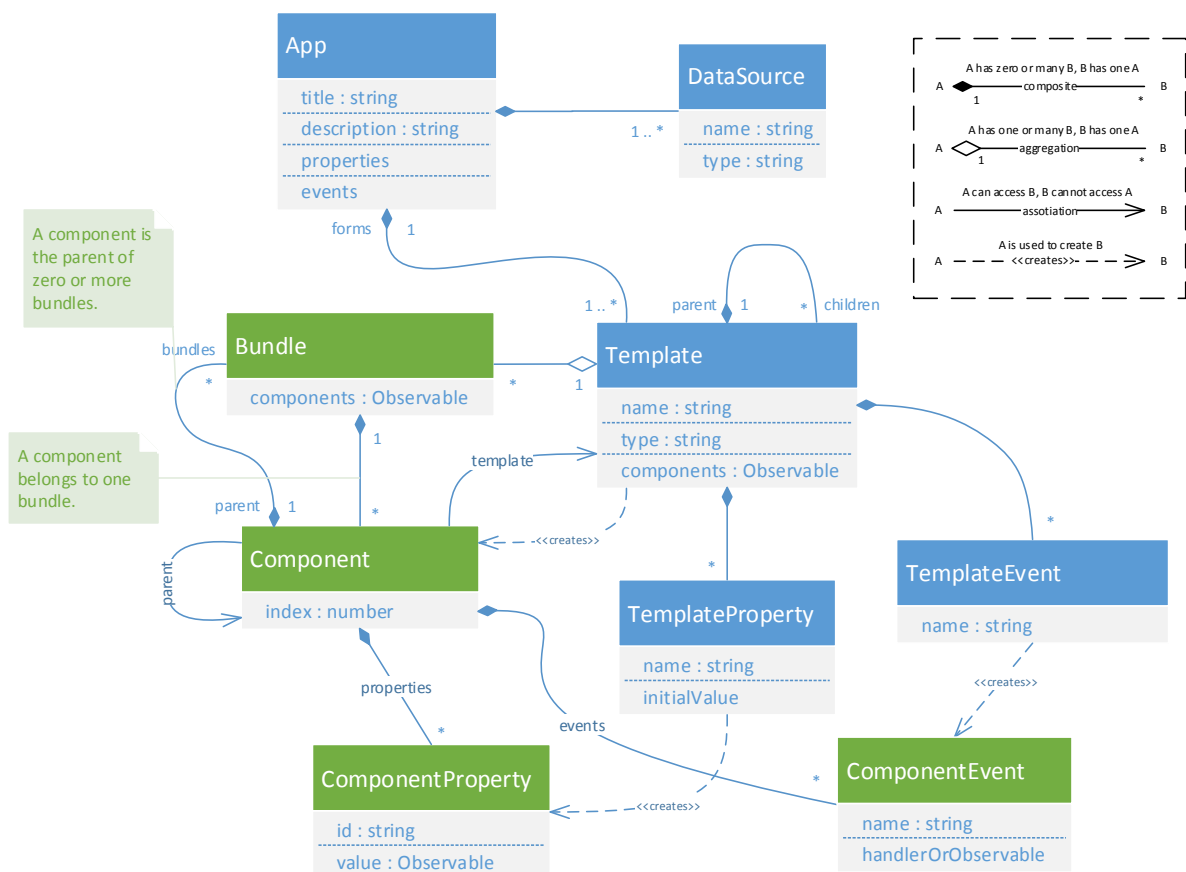 App
title : string
description : string
properties
events
DataSource
name : string
type : string
1 .. *
forms
1
1 .. *
A has zero or many B, B has one A
A
composite
B
1
*
A has one or many B, B has one A
A
aggregation
B
1
*
A can access B, B cannot access A
A
assotiation
B
A is used to create B
A
<<creates>>
B
A component is
the parent of
zero or more
bundles.
A component
belongs to one
bundle.
bundles
*
Bundle
components : Observable
1
*
*
1
parent
1
*
children
Template
name : string
type : string
components : Observable
template
<<creates>>
parent
1
Component
index : number
parent
properties
*
events
*
*
TemplateProperty
name : string
initialValue
<<creates>>
*
TemplateEvent
name : string
<<creates>>
ComponentProperty
id : string
value : Observable
ComponentEvent
name : string
handlerOrObservable